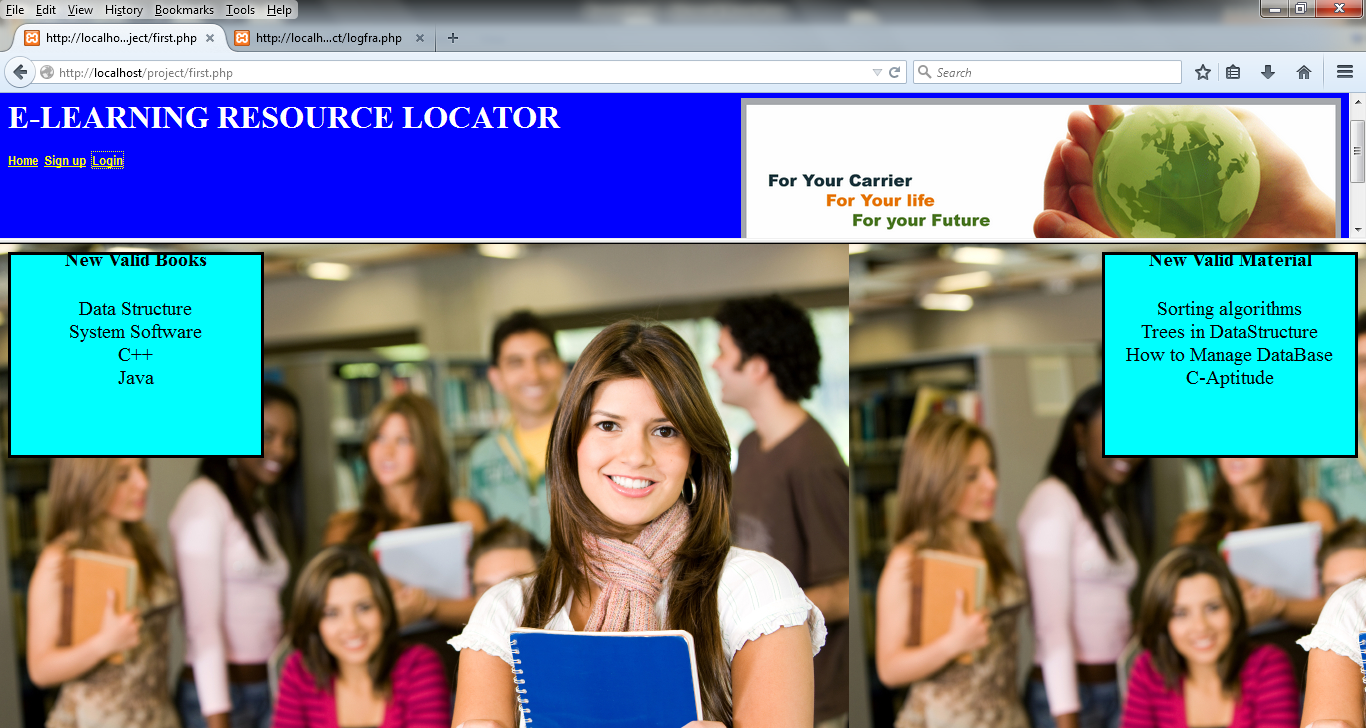 File Edit View History Bookmarks Tools Help
http://localho...ject/first.php http://localh...ct/logfra.php
http://localhost/project/first.php Search
E-LEARNING RESOURCE LOCATOR
Home Sign up Login
For Your Carrier
For Your life
For your Future
New Valid Books
Data Structure
System Software
C++
Java
New Valid Material
Sorting algorithms
Trees in DataStructure
How to Manage DataBase
C-Aptitude